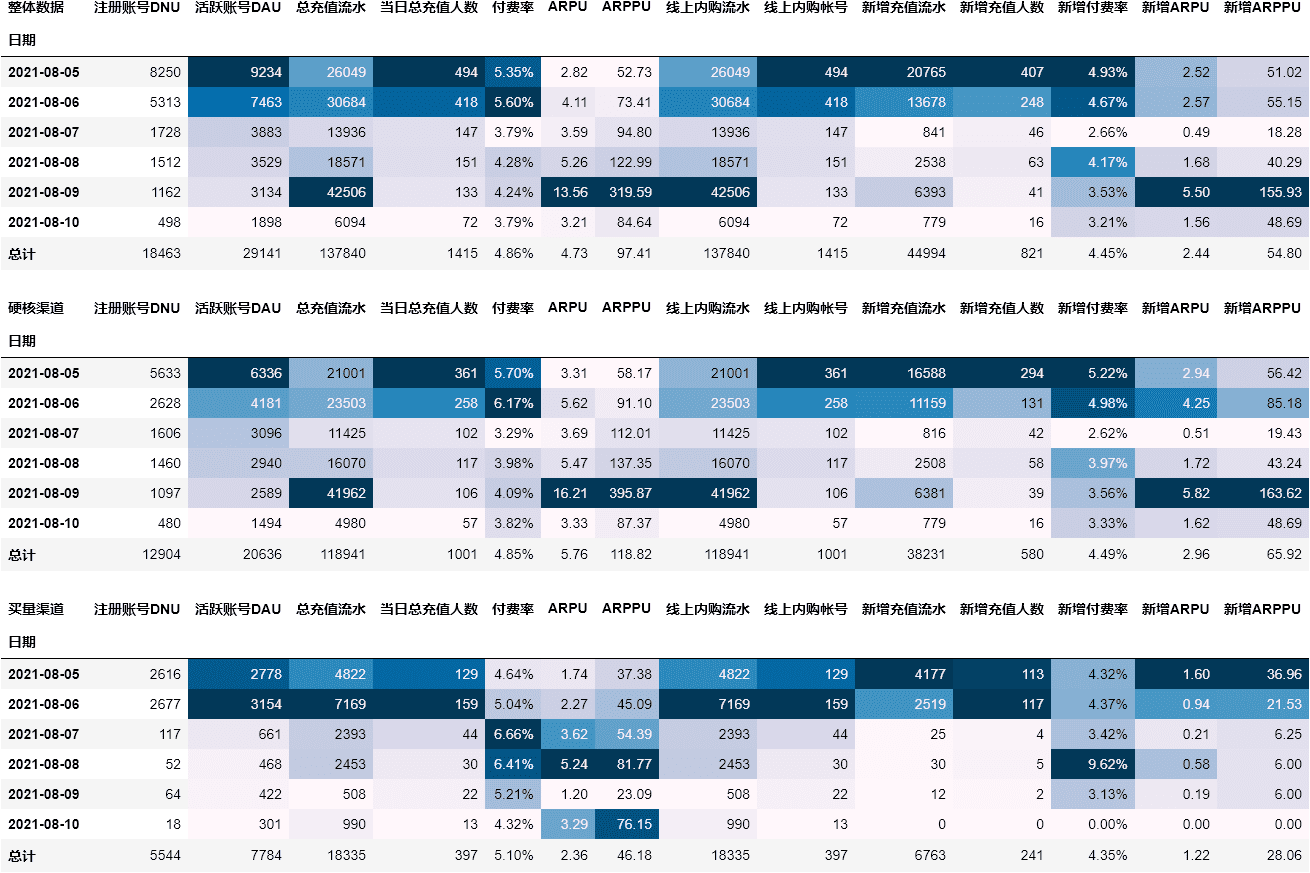 整体数据 注册账号DNU 活跃账号DAU 总充值流水 当日总充值人数 付费率 ARPU ARPPU 线上内购流水 线上内购帐号 新增充值流水 新增充值人数 新增付费率 新增ARPU 新增ARPPU
日期
2021-08-05 8250 9234 26049 494 5.35% 2.82 52.73 26049 494 20765 407 4.93% 2.52 51.02
2021-08-06 5313 7463 30684 418 5.60% 4.11 73.41 30684 418 13678 248 4.67% 2.57 55.15
2021-08-07 1728 3883 13936 147 3.79% 3.59 94.80 13936 147 841 46 2.66% 0.49 18.28
2021-08-08 1512 3529 18571 151 4.28% 5.26 122.99 18571 151 2538 63 4.17% 1.68 40.29
2021-08-09 1162 3134 42506 133 4.24% 13.56 319.59 42506 133 6393 41 3.53% 5.50 155.93
2021-08-10 498 1898 6094 72 3.79% 3.21 84.64 6094 72 779 16 3.21% 1.56 48.69
总计 18463 29141 137840 1415 4.86% 4.73 97.41 137840 1415 44994 821 4.45% 2.44 54.80
硬核渠道 注册账号DNU 活跃账号DAU 总充值流水 当日总充值人数 付费率 ARPU ARPPU 线上内购流水 线上内购帐号 新增充值流水 新增充值人数 新增付费率 新增ARPU 新增ARPPU
日期
2021-08-05 5633 6336 21001 361 5.70% 3.31 58.17 21001 361 16588 294 5.22% 2.94 56.42
2021-08-06 2628 4181 23503 258 6.17% 5.62 91.10 23503 258 11159 131 4.98% 4.25 85.18
2021-08-07 1606 3096 11425 102 3.29% 3.69 112.01 11425 102 816 42 2.62% 0.51 19.43
2021-08-08 1460 2940 16070 117 3.98% 5.47 137.35 16070 117 2508 58 3.97% 1.72 43.24
2021-08-09 1097 2589 41962 106 4.09% 16.21 395.87 41962 106 6381 39 3.56% 5.82 163.62
2021-08-10 480 1494 4980 57 3.82% 3.33 87.37 4980 57 779 16 3.33% 1.62 48.69
总计 12904 20636 118941 1001 4.85% 5.76 118.82 118941 1001 38231 580 4.49% 2.96 65.92
买量渠道 注册账号DNU 活跃账号DAU 总充值流水 当日总充值人数 付费率 ARPU ARPPU 线上内购流水 线上内购帐号 新增充值流水 新增充值人数 新增付费率 新增ARPU 新增ARPPU
日期
2021-08-05 2616 2778 4822 129 4.64% 1.74 37.38 4822 129 4177 113 4.32% 1.60 36.96
2021-08-06 2677 3154 7169 159 5.04% 2.27 45.09 7169 159 2519 117 4.37% 0.94 21.53
2021-08-07 117 661 2393 44 6.66% 3.62 54.39 2393 44 25 4 3.42% 0.21 6.25
2021-08-08 52 468 2453 30 6.41% 5.24 81.77 2453 30 30 5 9.62% 0.58 6.00
2021-08-09 64 422 508 22 5.21% 1.20 23.09 508 22 12 2 3.13% 0.19 6.00
2021-08-10 18 301 990 13 4.32% 3.29 76.15 990 13 0 0 0.00% 0.00 0.00
总计 5544 7784 18335 397 5.10% 2.36 46.18 18335 397 6763 241 4.35% 1.22 28.06